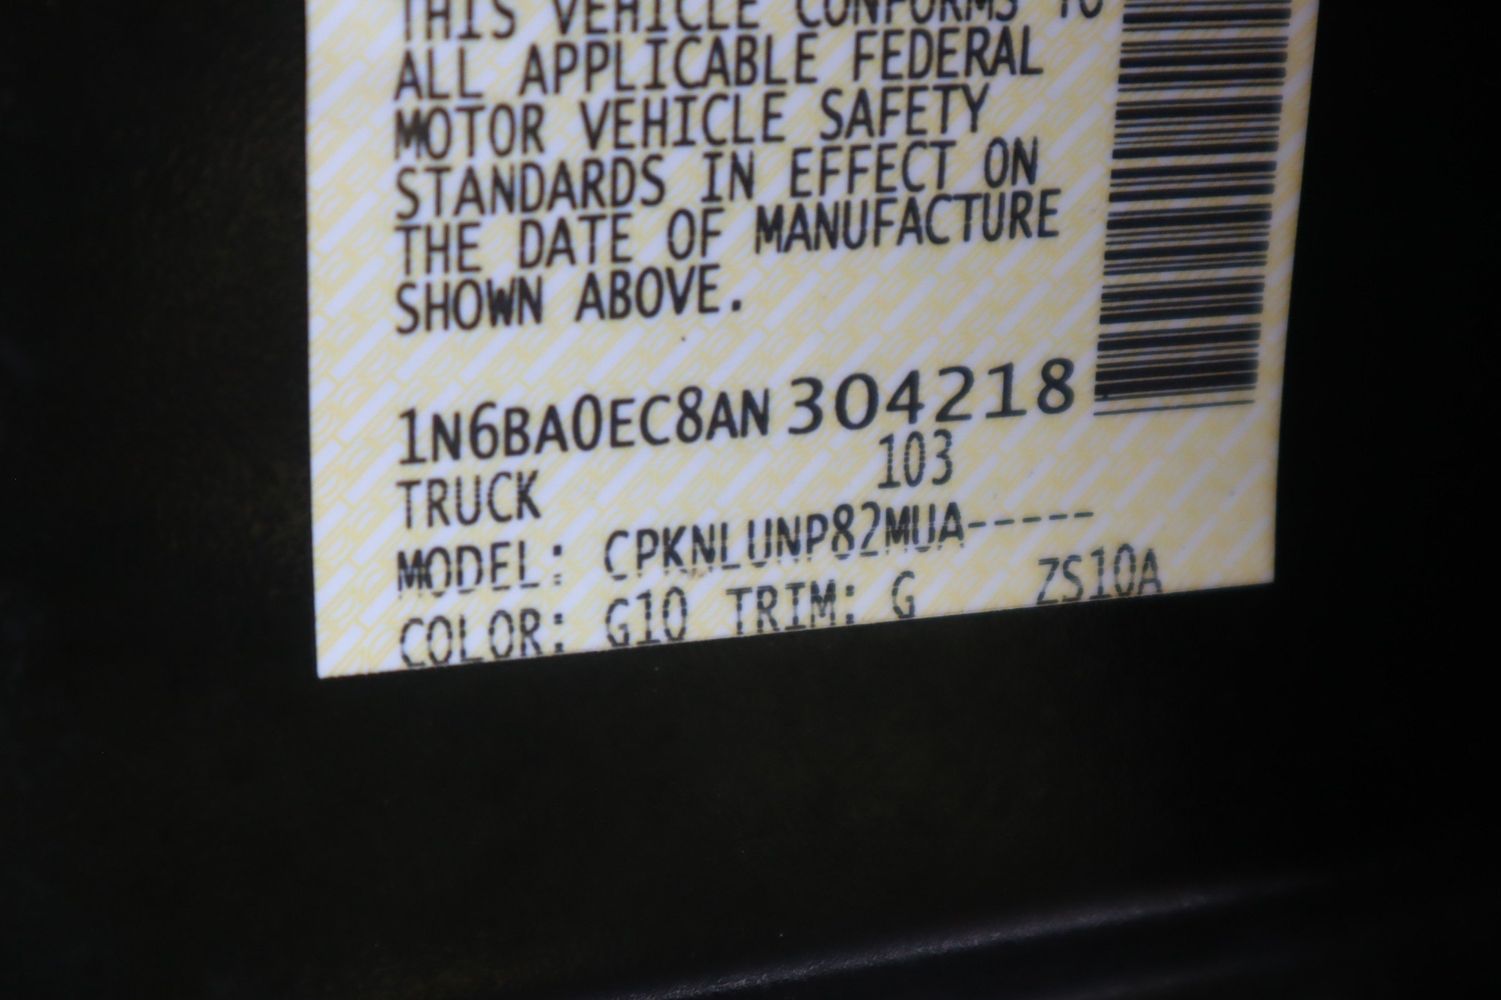 THIS VEHICLE CONFORMS TO
ALL APPLICABLE FEDERAL
MOTOR VEHICLE SAFETY
STANDARDS IN EFFECT ON
THE DATE OF MANUFACTURE
SHOWN ABOVE.
1N6BA0EC8AN304218
TRUCK 103
MODEL: CPKNLUNP82MUA-----
COLOR: G10 TRIM: G ZS10A